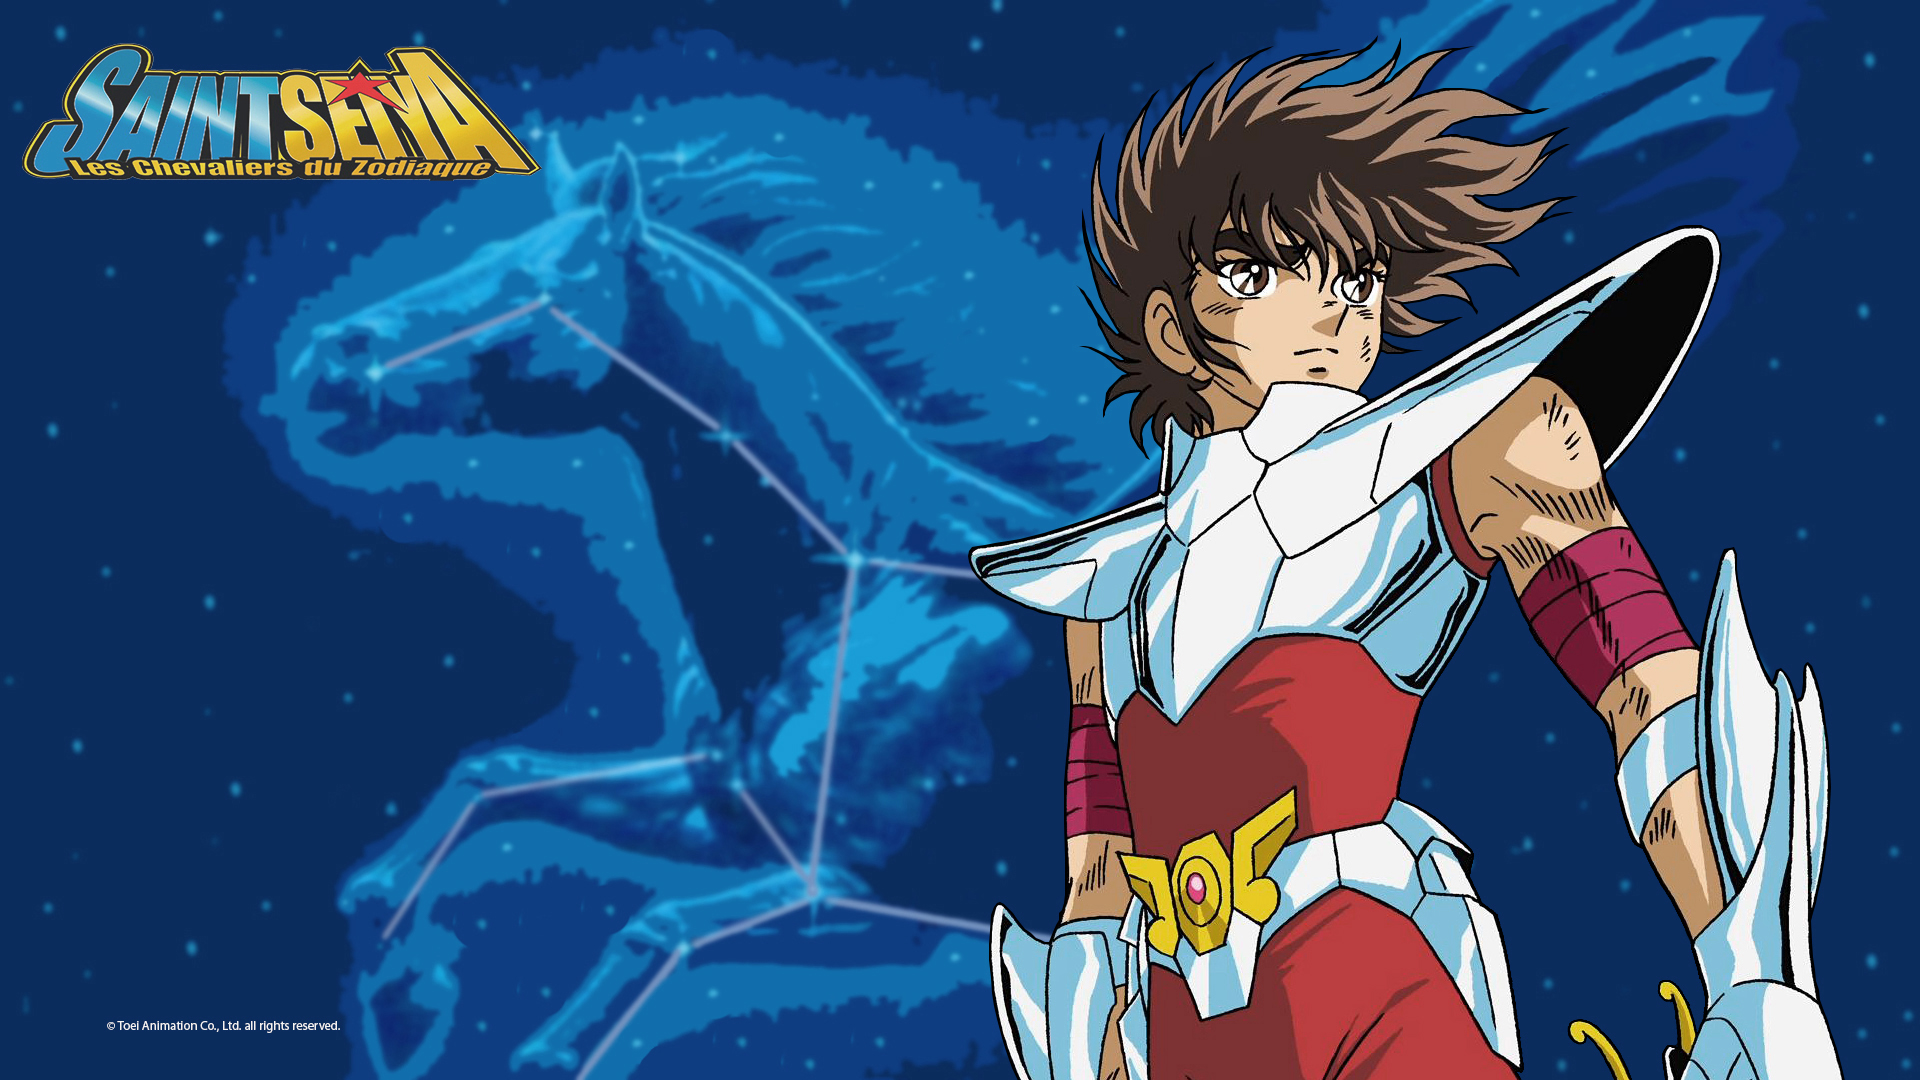 SAINT SEIYA
Les Chevaliers du Zodiaque
© Toei Animation Co., Ltd. all rights reserved.